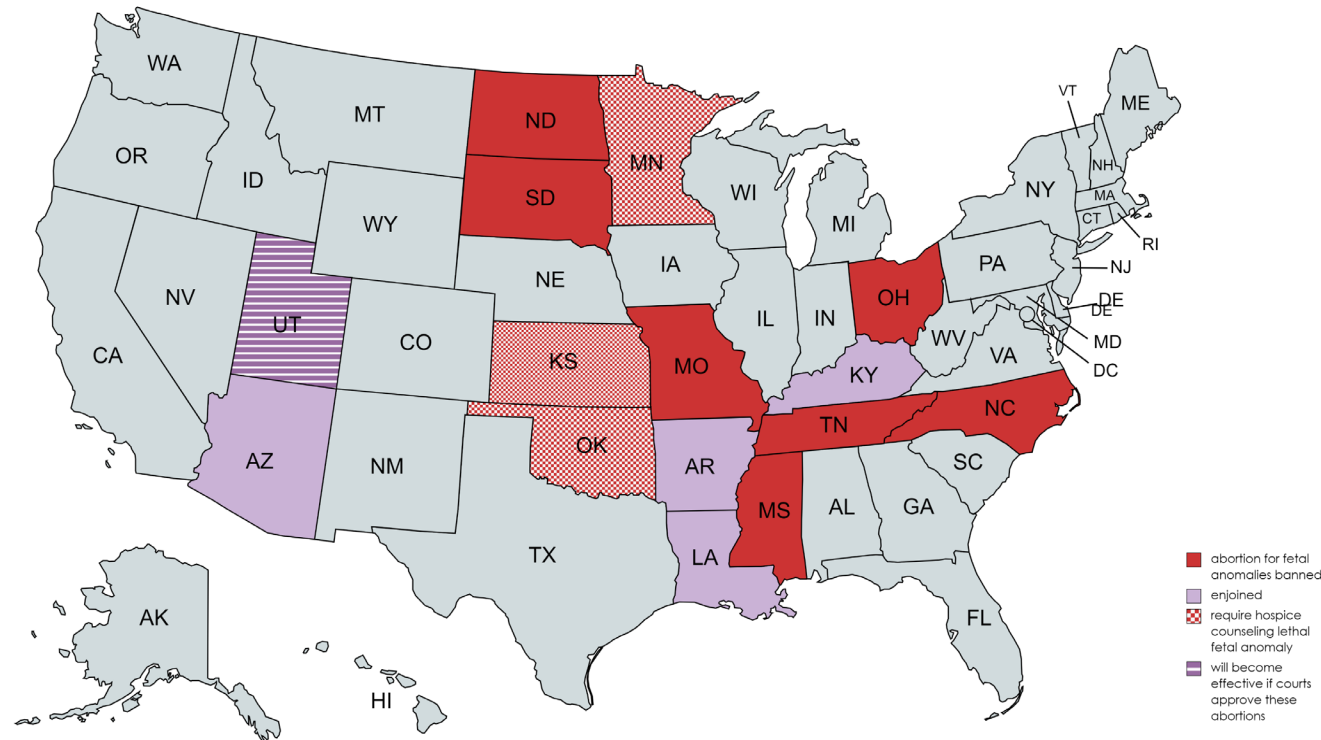 WA
OR
ID
MT
WY
CA
NV
UT
AZ
CO
NM
ND
SD
NE
KS
OK
TX
MN
IA
MO
AR
LA
WI
IL
MI
IN
OH
KY
TN
MS
AL
GA
FL
SC
NC
VA
WV
PA
NY
VT
NH
ME
MA
CT
RI
NJ
DE
DE
MD
DC
AK
HI
abortion for fetal
anomalies banned
enjoined
require hospice
counseling lethal
fetal anomaly
will become
effective if courts
approve these
abortions